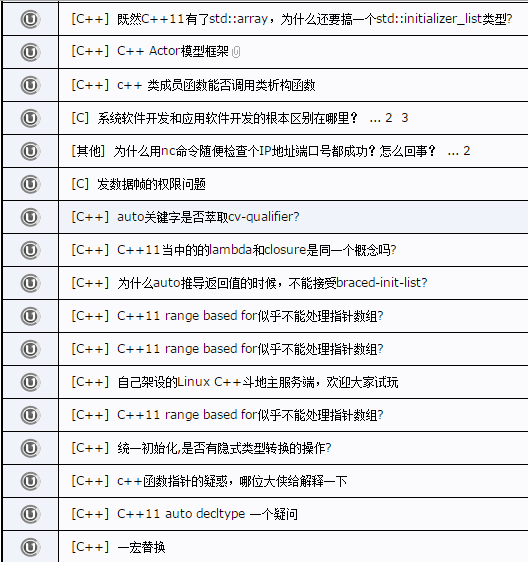 [C++] 既然C++11有了std::array，为什么还要搞一个std::initializer_list类型?
[C++] C++ Actor模型框架
[C++] c++ 类成员函数能否调用类析构函数
[C] 系统软件开发和应用软件开发的根本区别在哪里？ ... 2 3
[其他] 为什么用nc命令随便检查个IP地址端口号都成功？怎么回事？ ... 2
[C] 发数据帧的权限问题
[C++] auto关键字是否萃取cv-qualifier?
[C++] C++11当中的的lambda和closure是同一个概念吗?
[C++] 为什么auto推导返回值的时候，不能接受braced-init-list?
[C++] C++11 range based for似乎不能处理指针数组?
[C++] C++11 range based for似乎不能处理指针数组?
[C++] 自己架设的Linux C++斗地主服务端，欢迎大家试玩
[C++] C++11 range based for似乎不能处理指针数组?
[C++] 统一初始化,是否有隐式类型转换的操作?
[C++] c++函数指针的疑惑，哪位大侠给解释一下
[C++] C++11 auto decltype 一个疑问
[C++] 一宏替换